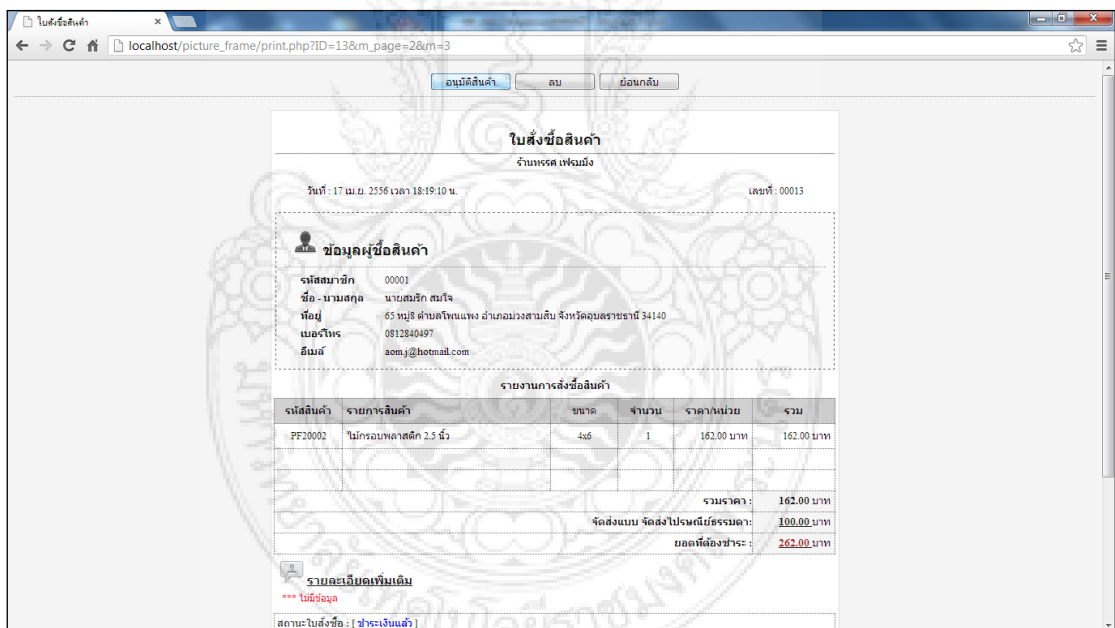 ใบสั่งซื้อสินค้า
localhost/picture_frame/print.php?ID=13&m_page=2&m=3
อนุมัติสินค้า ลบ ย้อนกลับ
ใบสั่งซื้อสินค้า
ร้านทรรศ เฟรมมิ่ง
วันที่ : 17 เม.ย. 2556 เวลา 18:19:10 น. เลขที่ : 00013
ข้อมูลผู้ซื้อสินค้า
รหัสสมาชิก 00001
ชื่อ - นามสกุล นายสมรัก สมใจ
ที่อยู่ 65 หมู่8 ตำบลโพนแพง อำเภอม่วงสามสิบ จังหวัดอุบลราชธานี 34140
เบอร์โทร 0812840497
อีเมล์ aom.j@hotmail.com
รายงานการสั่งซื้อสินค้า
รหัสสินค้า รายการสินค้า ขนาด จำนวน ราคา/หน่วย รวม
PF20002 ไม้กรอบพลาสติก 2.5 นิ้ว 4x6 1 162.00 บาท 162.00 บาท
รวมราคา : 162.00 บาท
จัดส่งแบบ จัดส่งไปรษณีย์ธรรมดา: 100.00 บาท
ยอดที่ต้องชำระ : 262.00 บาท
รายละเอียดเพิ่มเติม
*** ไม่มีข้อมูล
สถานะใบสั่งซื้อ : [ ชำระเงินแล้ว ]